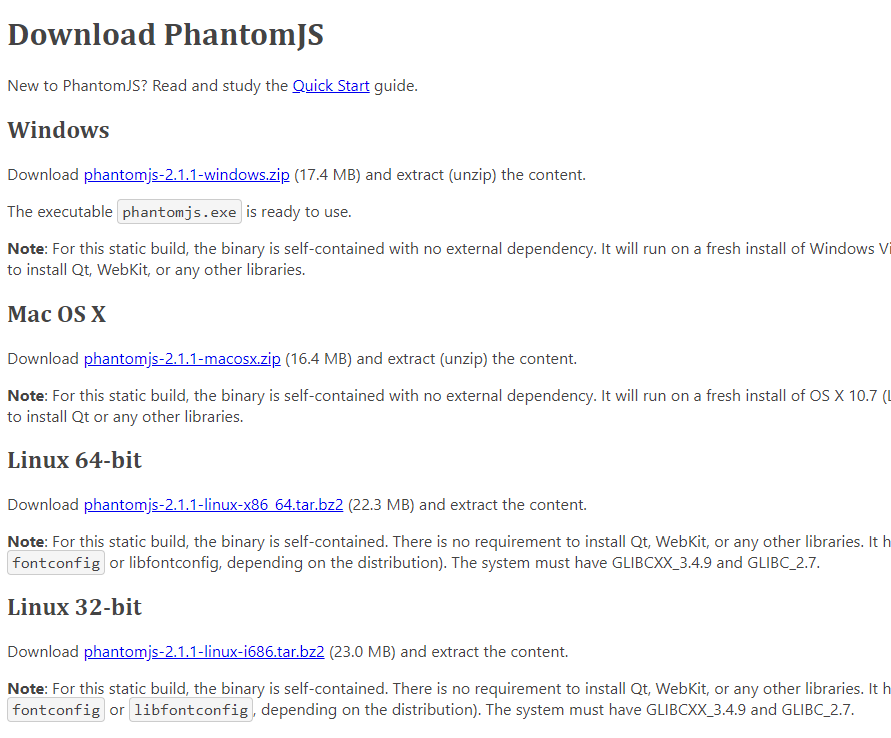 Download PhantomJS
New to PhantomJS? Read and study the Quick Start guide.
Windows
Download phantomjs-2.1.1-windows.zip (17.4 MB) and extract (unzip) the content.
The executable phantomjs.exe is ready to use.
Note: For this static build, the binary is self-contained with no external dependency. It will run on a fresh install of Windows
to install Qt, WebKit, or any other libraries.
Mac OS X
Download phantomjs-2.1.1-macosx.zip (16.4 MB) and extract (unzip) the content.
Note: For this static build, the binary is self-contained with no external dependency. It will run on a fresh install of OS X 10.7
to install Qt or any other libraries.
Linux 64-bit
Download phantomjs-2.1.1-linux-x86_64.tar.bz2 (22.3 MB) and extract the content.
Note: For this static build, the binary is self-contained. There is no requirement to install Qt, WebKit, or any other libraries. It
fontconfig or libfontconfig, depending on the distribution). The system must have GLIBCXX_3.4.9 and GLIBC_2.7.
Linux 32-bit
Download phantomjs-2.1.1-linux-i686.tar.bz2 (23.0 MB) and extract the content.
Note: For this static build, the binary is self-contained. There is no requirement to install Qt, WebKit, or any other libraries. It
fontconfig or libfontconfig, depending on the distribution). The system must have GLIBCXX_3.4.9 and GLIBC_2.7.